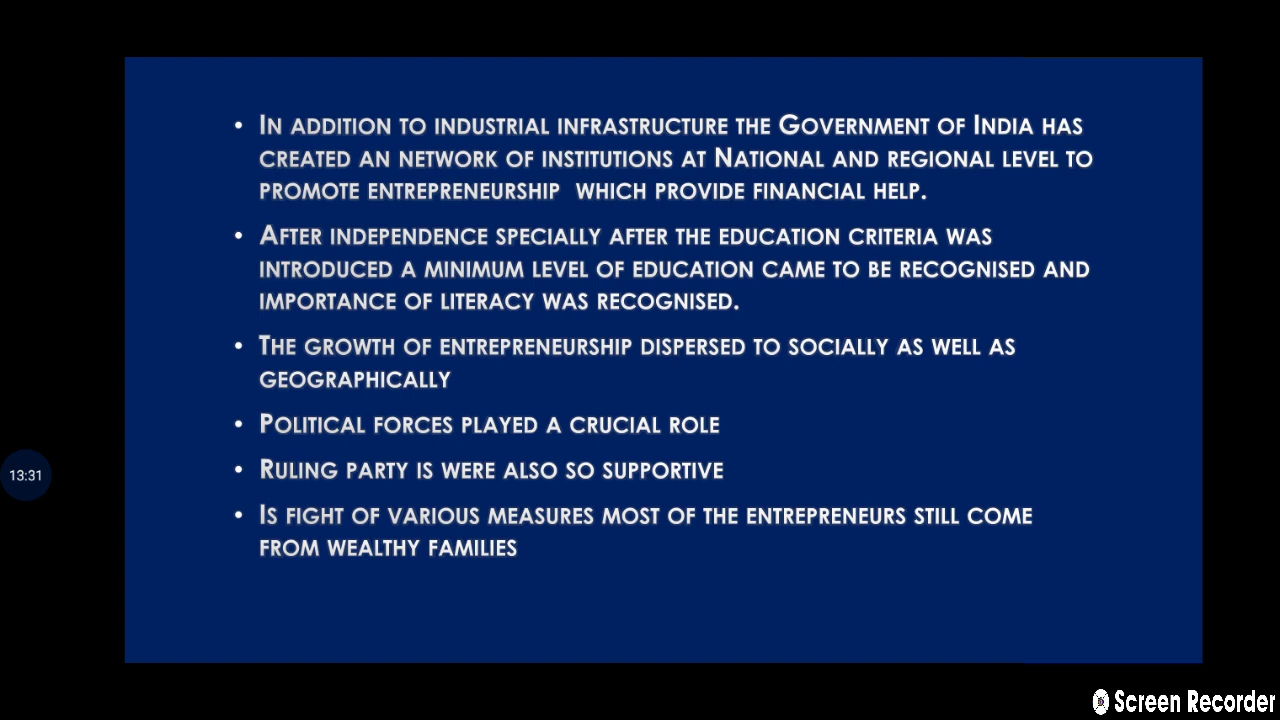 • In addition to industrial infrastructure the Government of India has
created an network of institutions at National and regional level to
promote entrepreneurship  which provide financial help.
• After independence specially after the education criteria was
introduced a minimum level of education came to be recognised and
importance of literacy was recognised.
• The growth of entrepreneurship dispersed to socially as well as
geographically
• Political forces played a crucial role
13:31
• Ruling party is were also so supportive
• Is fight of various measures most of the entrepreneurs still come
from wealthy families
Screen Recorder